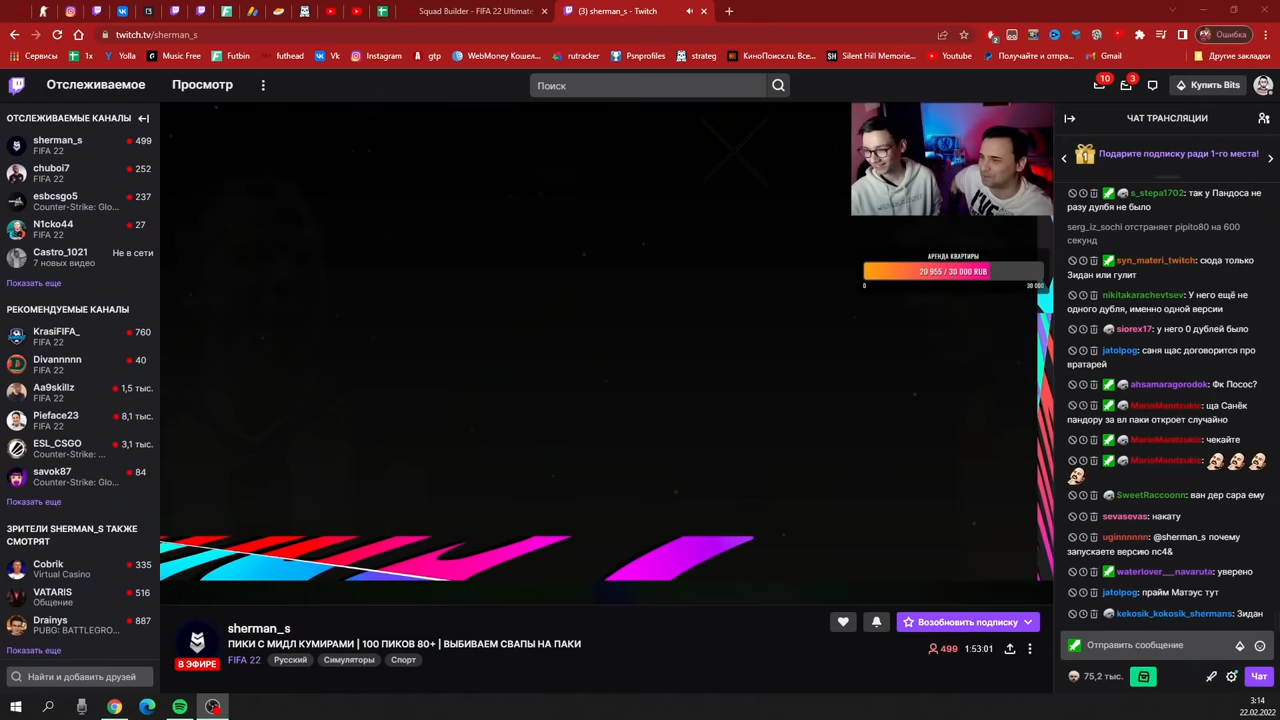 Squad Builder - FIFA 22 Ultimate
(3) sherman_s - Twitch
twitch.tv/sherman_s
Ошибка
Сервисы
1x
Yolla
Music Free
Futbin
futhead
Vk
Instagram
gtp
WebMoney Кошел...
rutracker
Psnprofiles
strateg
КиноПоиск.ru. Все...
Silent Hill Memorie...
Youtube
Получайте и отпра...
Gmail
Другие закладки
Отслеживаемое
Просмотр
Поиск
10
3
Купить Bits
ОТСЛЕЖИВАЕМЫЕ КАНАЛЫ
sherman_s 499
FIFA 22
chuboi7 252
FIFA 22
esbcsgo5 237
Counter-Strike: Glo...
N1cko44 27
FIFA 22
Castro_1021 Не в сети
7 новых видео
Показать еще
РЕКОМЕНДУЕМЫЕ КАНАЛЫ
KrasiFIFA_ 760
FIFA 22
Divannnnn 40
FIFA 22
Aa9skillz 1,5 тыс.
FIFA 22
Pieface23 8,1 тыс.
FIFA 22
ESL_CSGO 3,1 тыс.
Counter-Strike: ...
savok87 84
FIFA 22
Показать еще
ЗРИТЕЛИ SHERMAN_S ТАКЖЕ
СМОТРЯТ
Cobrik 335
Virtual Casino
VATARIS 516
Общение
Drainys 887
PUBG: BATTLEGRO...
Показать еще
Найти и добавить друзей
АРЕНДА КВАРТИРЫ
20 955 / 30 000 RUB
0 30 000
sherman_s
ПИКИ С МИДЛ КУМИРАМИ | 100 ПИКОВ 80+ | ВЫБИВАЕМ СВАПЫ НА ПАКИ
FIFA 22 Русский Симуляторы Спорт
В ЭФИРЕ
Возобновить подписку
499 1:53:01
ЧАТ ТРАНСЛЯЦИИ
1
Подарите подписку ради 1-го места!
s_stepa1702: так у Пандоса не
разу дулбя не было
serg_iz_sochi отстраняет pipito80 на 600
секунд
syn_materi_twitch: сюда только
Зидан или гулит
nikitakarachevtsev: У него ещё не
одного дубля, именно одной версии
siorex17: у него 0 дублей было
jatolpog: саня щас договорится про
вратарей
ahsamaragorodok: Фк Посос?
MarioMandzukic: ща Санёк
пандору за вл паки откроет случайно
MarioMandzukic: чекайте
MarioMandzukic:
SweetRaccoonn: ван дер сара ему
sevasevas: накату
uginnnnnn: @sherman_s почему
запускаете версию пс4&
waterlover__navaruta: уверено
jatolpog: прайм Матэус тут
kekosik_kokosik_shermans: Зидан
Отправить сообщение
75,2 тыс.
Чат
3:14
22.02.2022